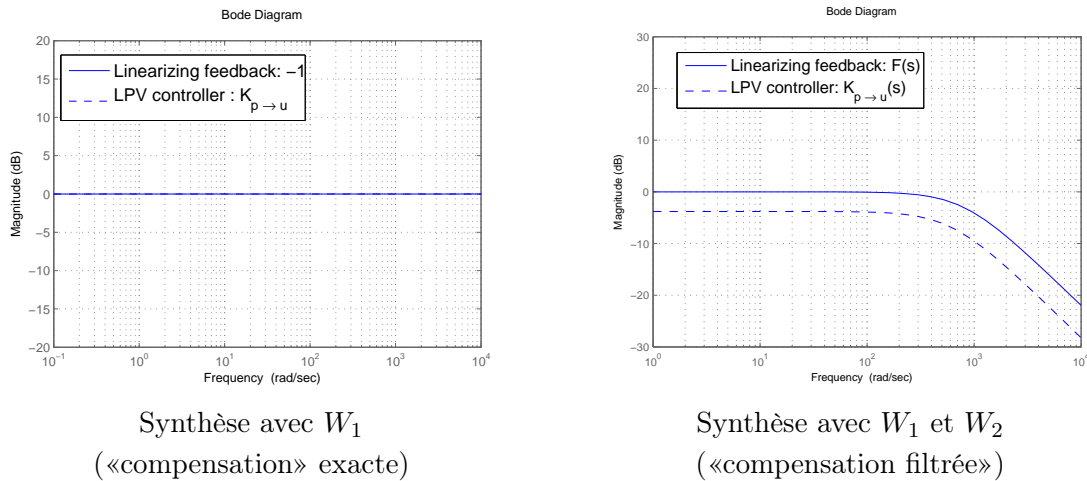 Bode Diagram
20
15
10
5
0
−5
−10
−15
−20
Magnitude (dB)
Linearizing feedback: −1
LPV controller : K_{p → u}
10^{−1} 10^0 10^1 10^2 10^3 10^4
Frequency (rad/sec)
Synthèse avec W_1
(«compensation» exacte)
Bode Diagram
30
20
10
0
−10
−20
−30
Magnitude (dB)
Linearizing feedback: F(s)
LPV controller: K_{p → u}(s)
10^0 10^1 10^2 10^3 10^4
Frequency (rad/sec)
Synthèse avec W_1 et W_2
(«compensation filtrée»)